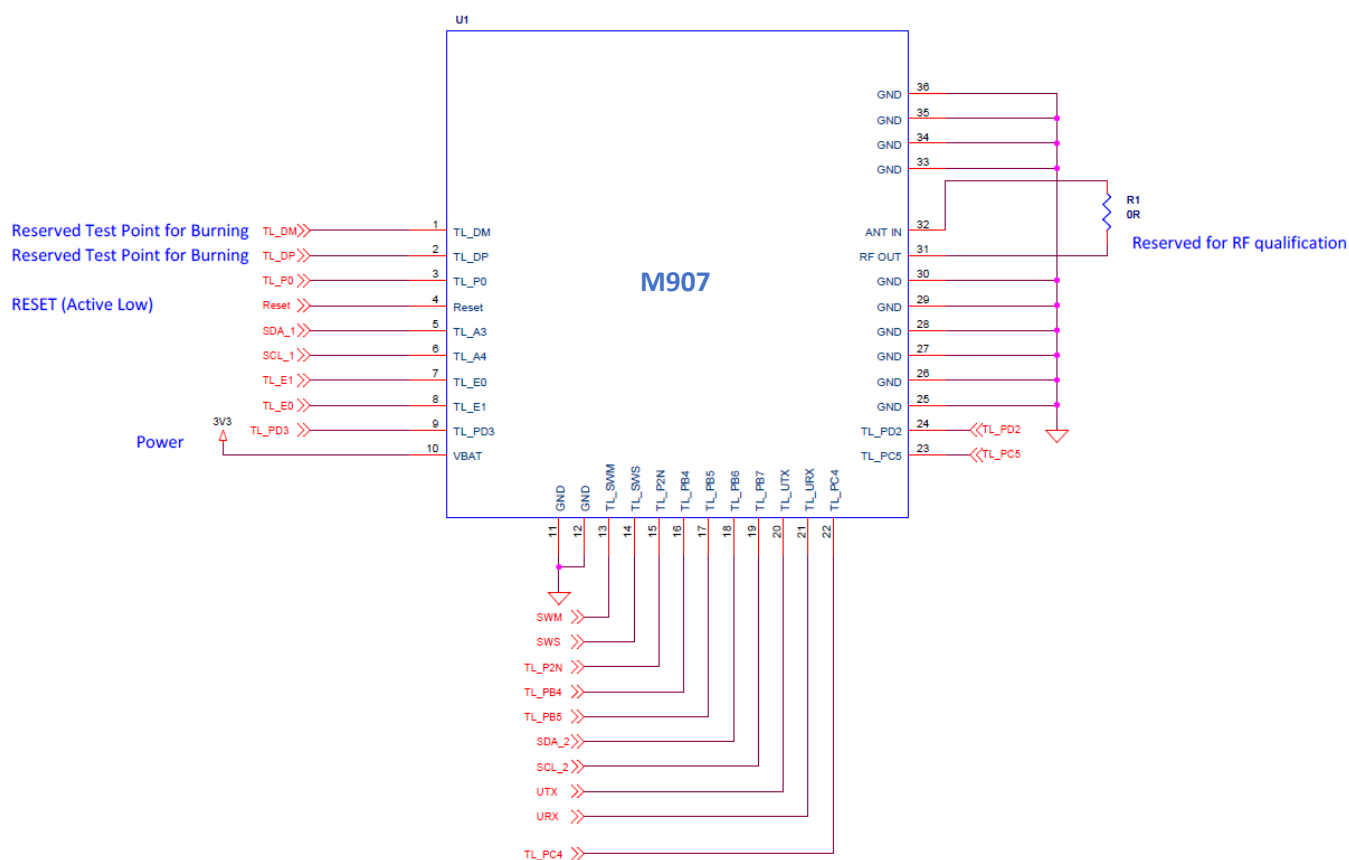 U1
M907
Reserved Test Point for Burning TL_DM 1 TL_DM
Reserved Test Point for Burning TL_DP 2 TL_DP
TL_P0 3 TL_P0
RESET (Active Low) Reset 4 Reset
SDA_1 5 TL_A3
SCL_1 6 TL_A4
TL_E1 7 TL_E0
TL_E0 8 TL_E1
TL_PD3 9 TL_PD3
Power 3V3 10 VBAT
GND 36
GND 35
GND 34
GND 33
ANT IN 32
RF OUT 31
R1
0R
Reserved for RF qualification
GND 30
GND 29
GND 28
GND 27
GND 26
GND 25
TL_PD2 24 TL_PD2
TL_PC5 23 TL_PC5
GND 11
GND 12
TL_SWM 13
TL_SWS 14
TL_P2N 15
TL_PB4 16
TL_PB5 17
TL_PB6 18
TL_PB7 19
TL_UTX 20
TL_URX 21
TL_PC4 22
SWM
SWS
TL_P2N
TL_PB4
TL_PB5
SDA_2
SCL_2
UTX
URX
TL_PC4